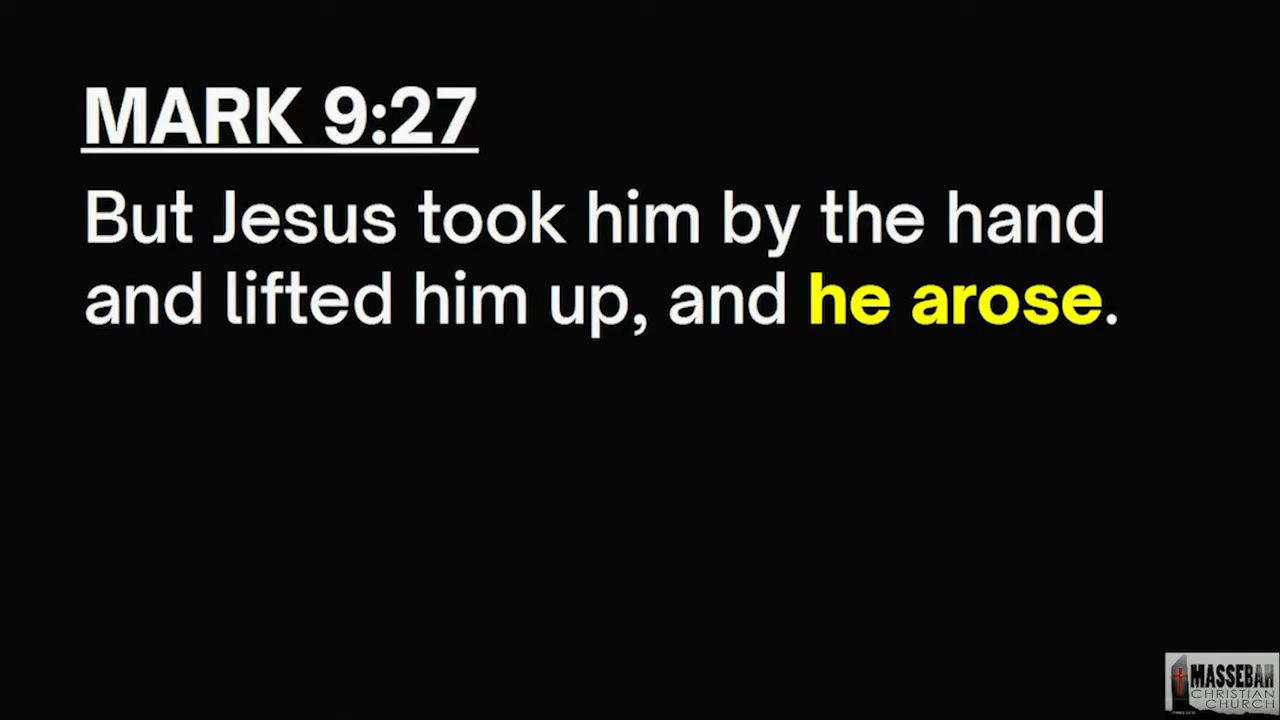 MARK 9:27
But Jesus took him by the hand
and lifted him up, and he arose.
MASSEBAH
CHRISTIAN
CHURCH